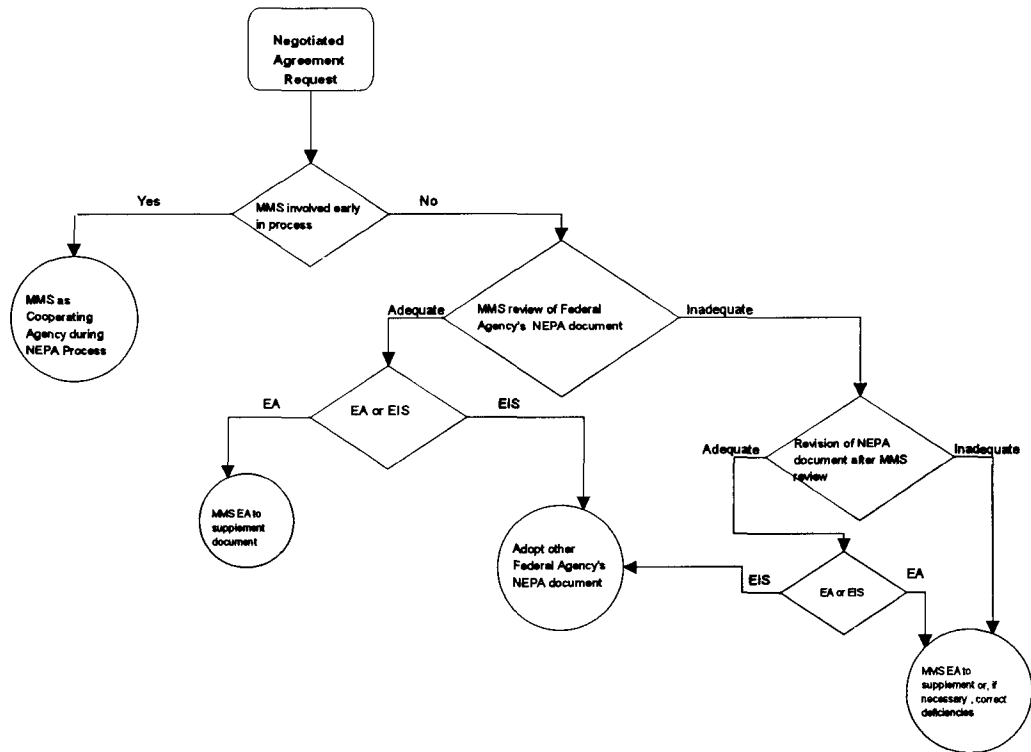 Negotiated
Agreement
Request
Yes
MMS involved early
in process
No
MMS as
Cooperating
Agency during
NEPA Process
Adequate
MMS review of Federal
Agency's NEPA document
Inadequate
EA
EA or EIS
EIS
Adequate
Revision of NEPA
document after MMS
review
Inadequate
MMS EA to
supplement
document
Adopt other
Federal Agency's
NEPA document
EIS
EA or EIS
EA
MMS EA to
supplement or, if
necessary , correct
deficiencies